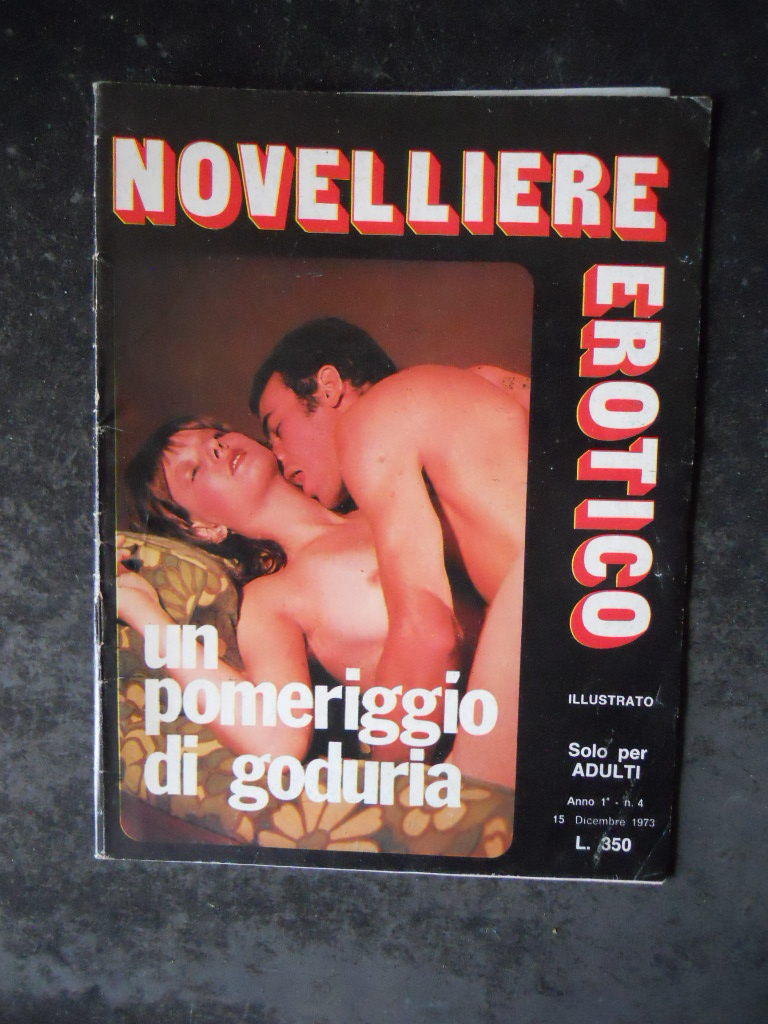 NOVELLIERE
EROTICO
un
pomeriggio
di goduria
ILLUSTRATO
Solo per
ADULTI
Anno 1° - n. 4
15 Dicembre 1973
L. 350